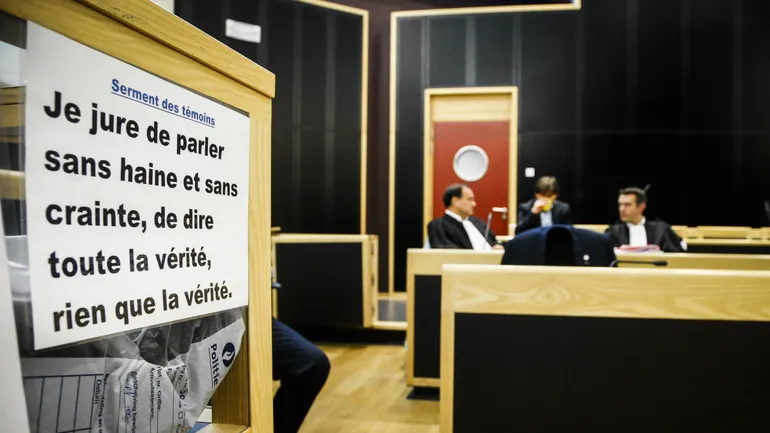 Serment des témoins
Je jure de parler
sans haine et sans
crainte, de dire
toute la vérité,
rien que la vérité.
Politie